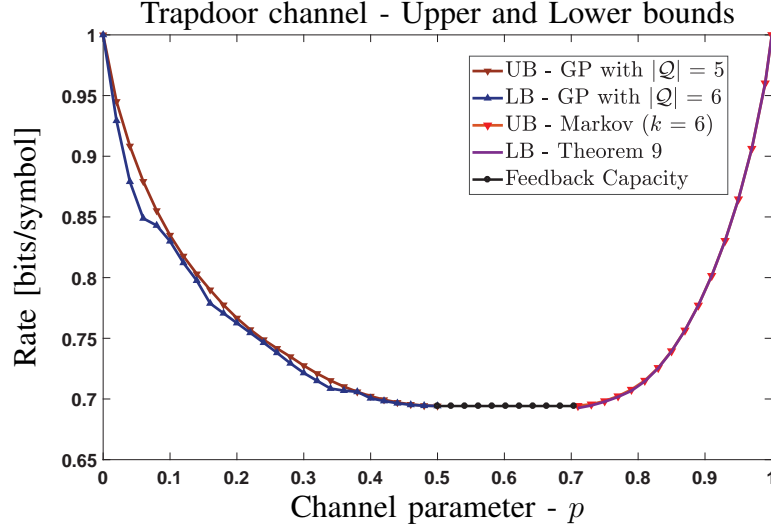 Trapdoor channel - Upper and Lower bounds
UB - GP with |𝒬| = 5
LB - GP with |𝒬| = 6
UB - Markov (k = 6)
LB - Theorem 9
Feedback Capacity
Rate [bits/symbol]
1
0.95
0.9
0.85
0.8
0.75
0.7
0.65
0 0.1 0.2 0.3 0.4 0.5 0.6 0.7 0.8 0.9 1
Channel parameter - p